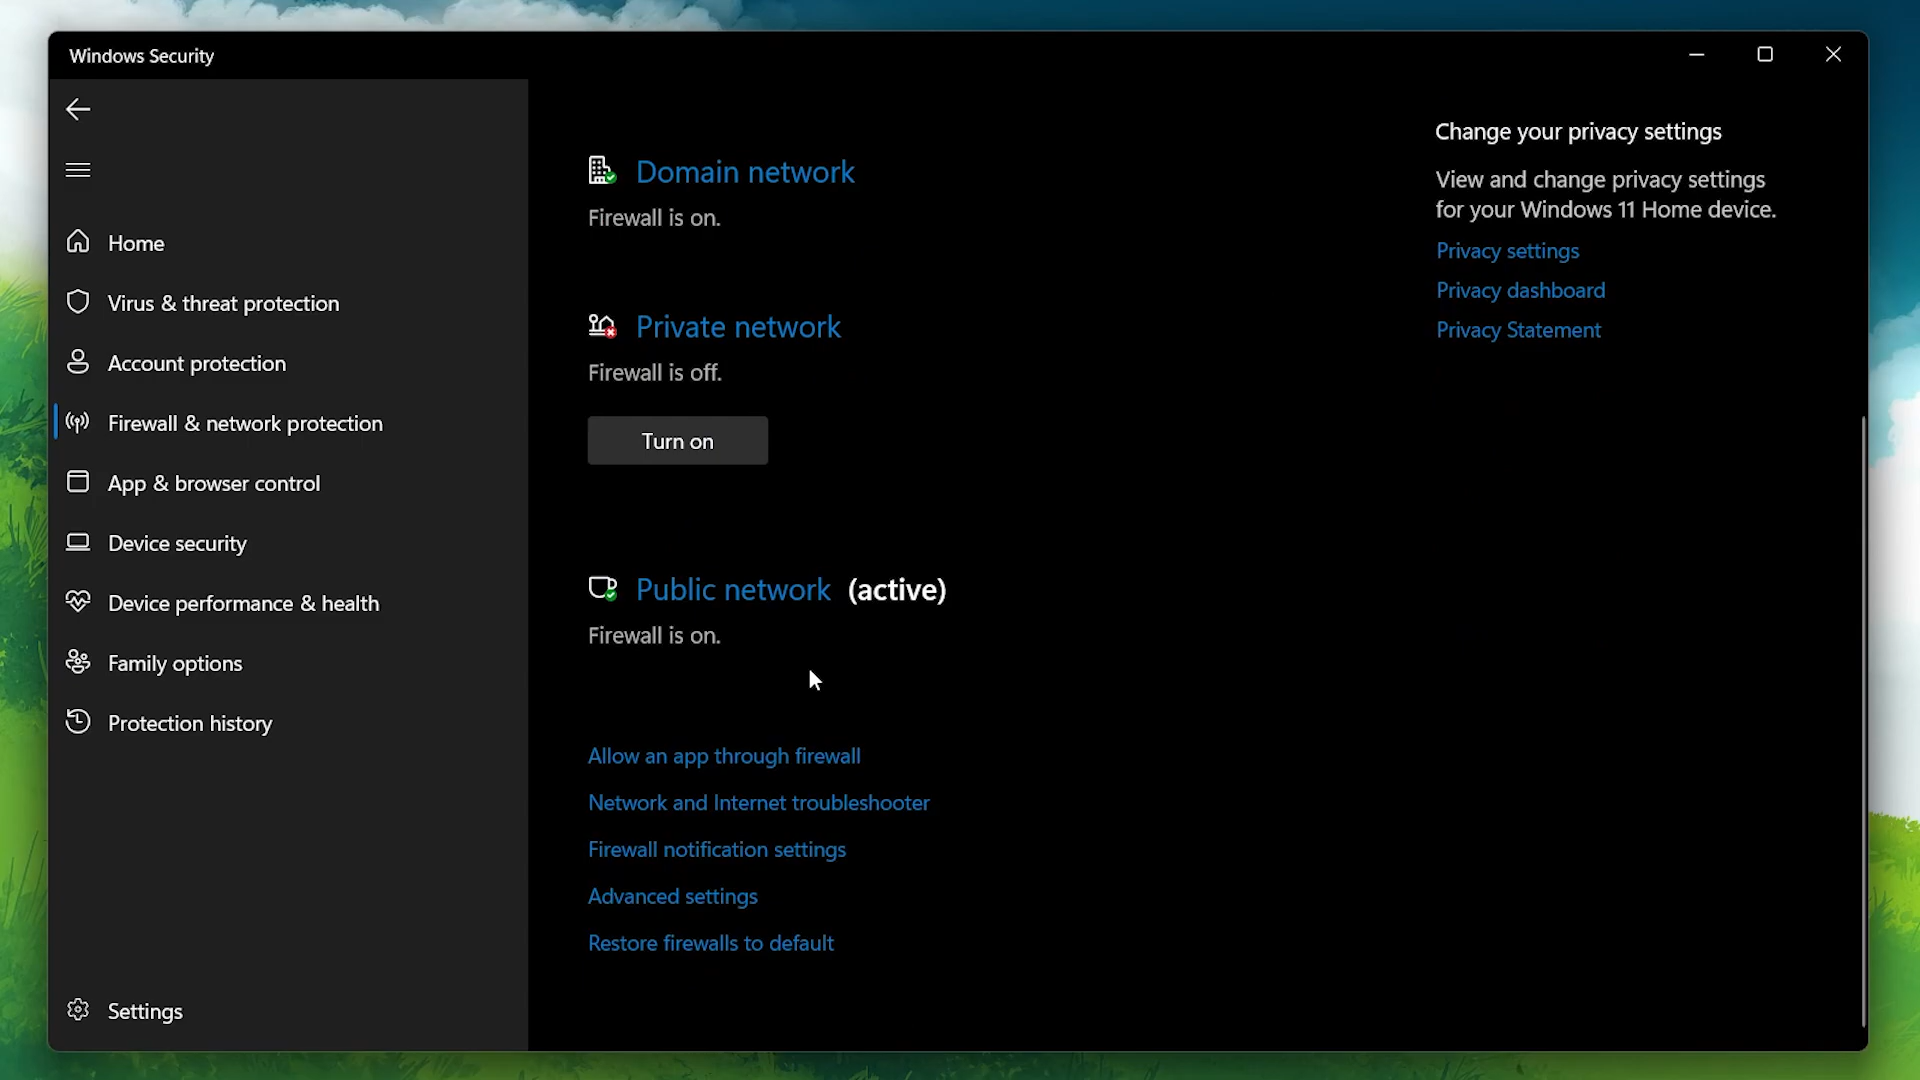 Windows Security
Home
Virus & threat protection
Account protection
Firewall & network protection
App & browser control
Device security
Device performance & health
Family options
Protection history
Settings
Domain network
Firewall is on.
Private network
Firewall is off.
Turn on
Public network (active)
Firewall is on.
Allow an app through firewall
Network and Internet troubleshooter
Firewall notification settings
Advanced settings
Restore firewalls to default
Change your privacy settings
View and change privacy settings
for your Windows 11 Home device.
Privacy settings
Privacy dashboard
Privacy Statement